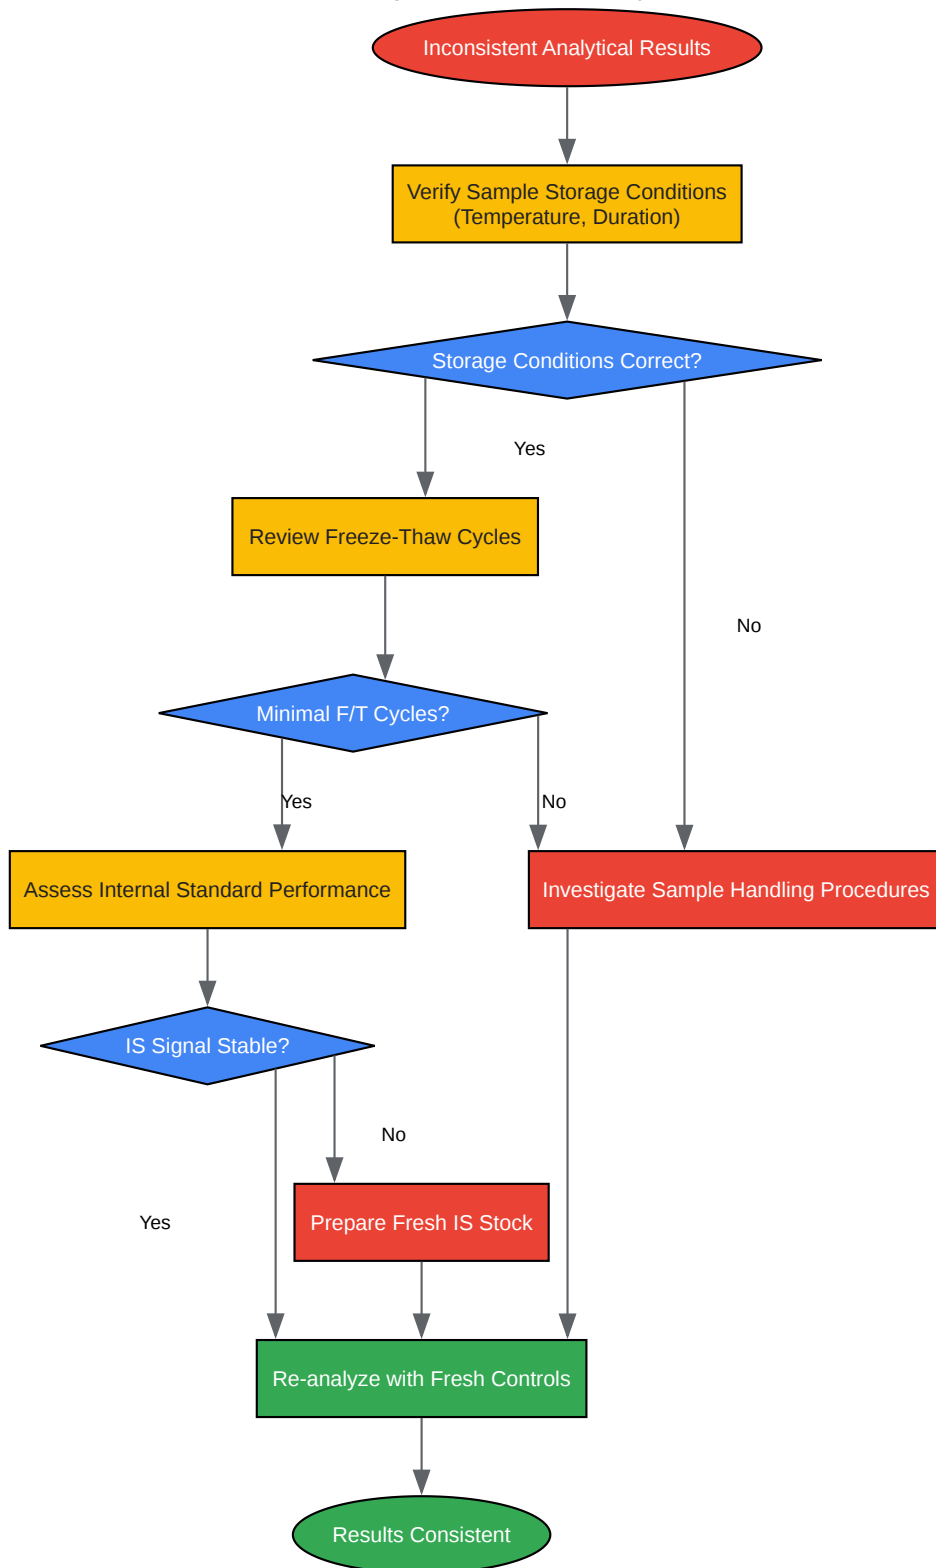 Inconsistent Analytical Results
Verify Sample Storage Conditions
(Temperature, Duration)
Storage Conditions Correct?
Yes
Review Freeze-Thaw Cycles
No
Minimal F/T Cycles?
Yes
No
Assess Internal Standard Performance
Investigate Sample Handling Procedures
IS Signal Stable?
No
Yes
Prepare Fresh IS Stock
Re-analyze with Fresh Controls
Results Consistent